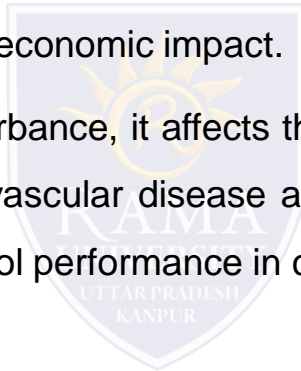 economic impact.
rbance, it affects th
vascular disease a
ol performance in c
RAMA
UNIVERSITY
UTTAR PRADESH
KANPUR